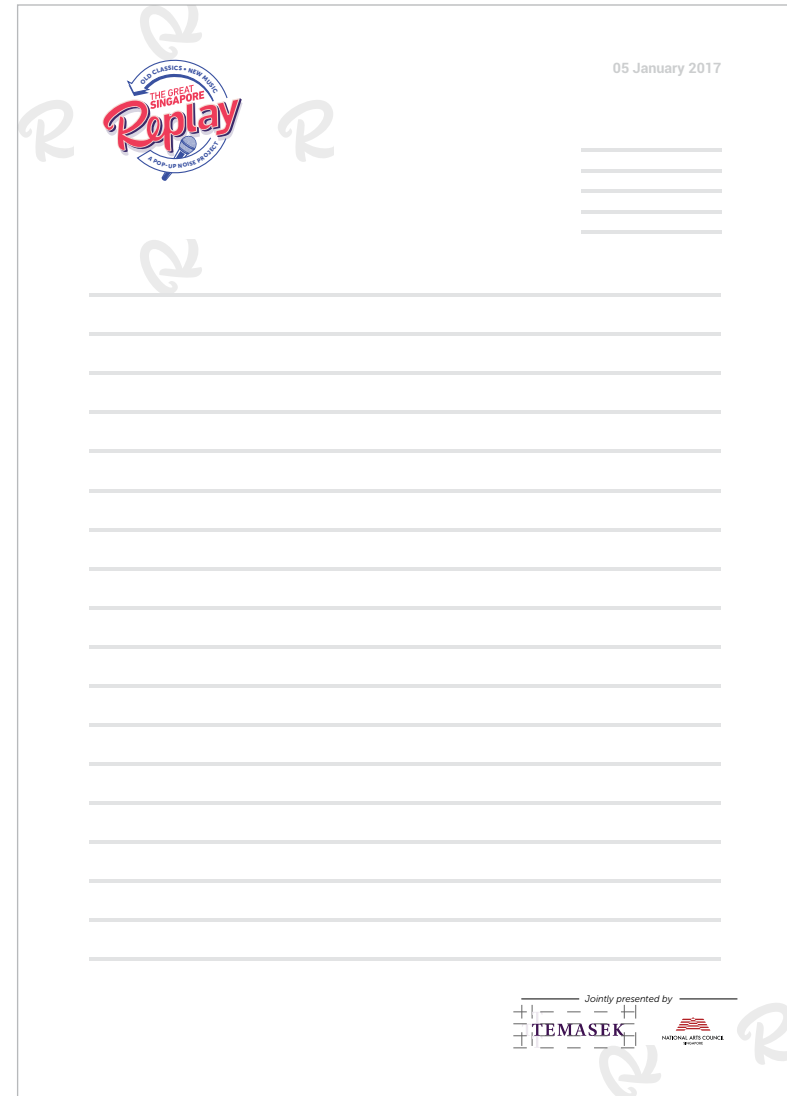 05 January 2017
OLD CLASSICS • NEW MUSIC
THE GREAT
SINGAPORE
Replay
A POP-UP NOISE PROJECT
Jointly presented by
TEMASEK
NATIONAL ARTS COUNCIL
SINGAPORE